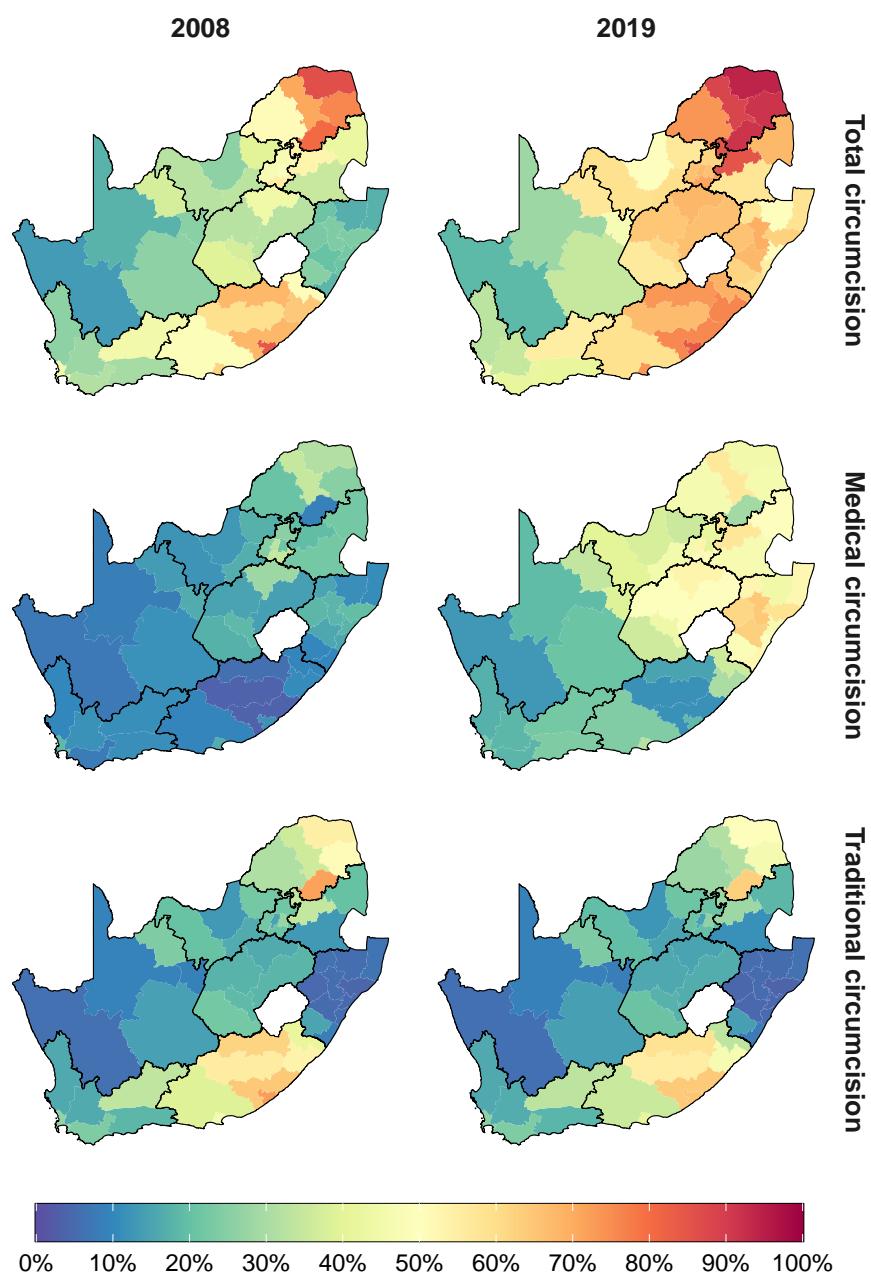 2008
2019
Total circumcision
Medical circumcision
Traditional circumcision
0% 10% 20% 30% 40% 50% 60% 70% 80% 90% 100%